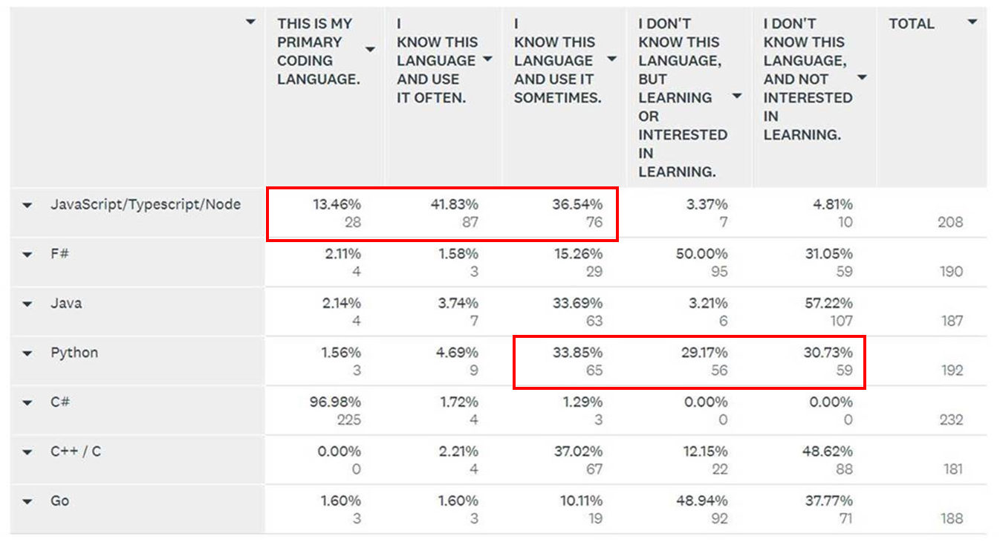 THIS IS MY PRIMARY CODING LANGUAGE.
I KNOW THIS LANGUAGE AND USE IT OFTEN.
I KNOW THIS LANGUAGE AND USE IT SOMETIMES.
I DON'T KNOW THIS LANGUAGE, BUT LEARNING OR INTERESTED IN LEARNING.
I DON'T KNOW THIS LANGUAGE, AND NOT INTERESTED IN LEARNING.
TOTAL
JavaScript/Typescript/Node 13.46% 41.83% 36.54% 3.37% 4.81%
28 87 76 7 10 208
F# 2.11% 1.58% 15.26% 50.00% 31.05%
4 3 29 95 59 190
Java 2.14% 3.74% 33.69% 3.21% 57.22%
4 7 63 6 107 187
Python 1.56% 4.69% 33.85% 29.17% 30.73%
3 9 65 56 59 192
C# 96.98% 1.72% 1.29% 0.00% 0.00%
225 4 3 0 0 232
C++ / C 0.00% 2.21% 37.02% 12.15% 48.62%
0 4 67 22 88 181
Go 1.60% 1.60% 10.11% 48.94% 37.77%
3 3 19 92 71 188